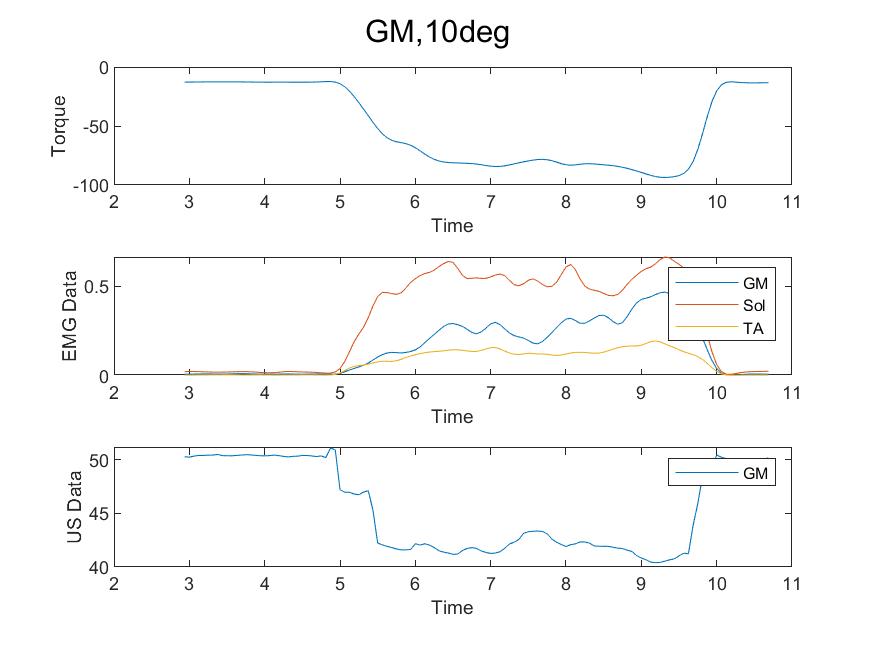 GM,10deg
0
-50
-100
Torque
2 3 4 5 6 7 8 9 10 11
Time
0.5
0
EMG Data
GM
Sol
TA
2 3 4 5 6 7 8 9 10 11
Time
50
45
40
US Data
GM
2 3 4 5 6 7 8 9 10 11
Time